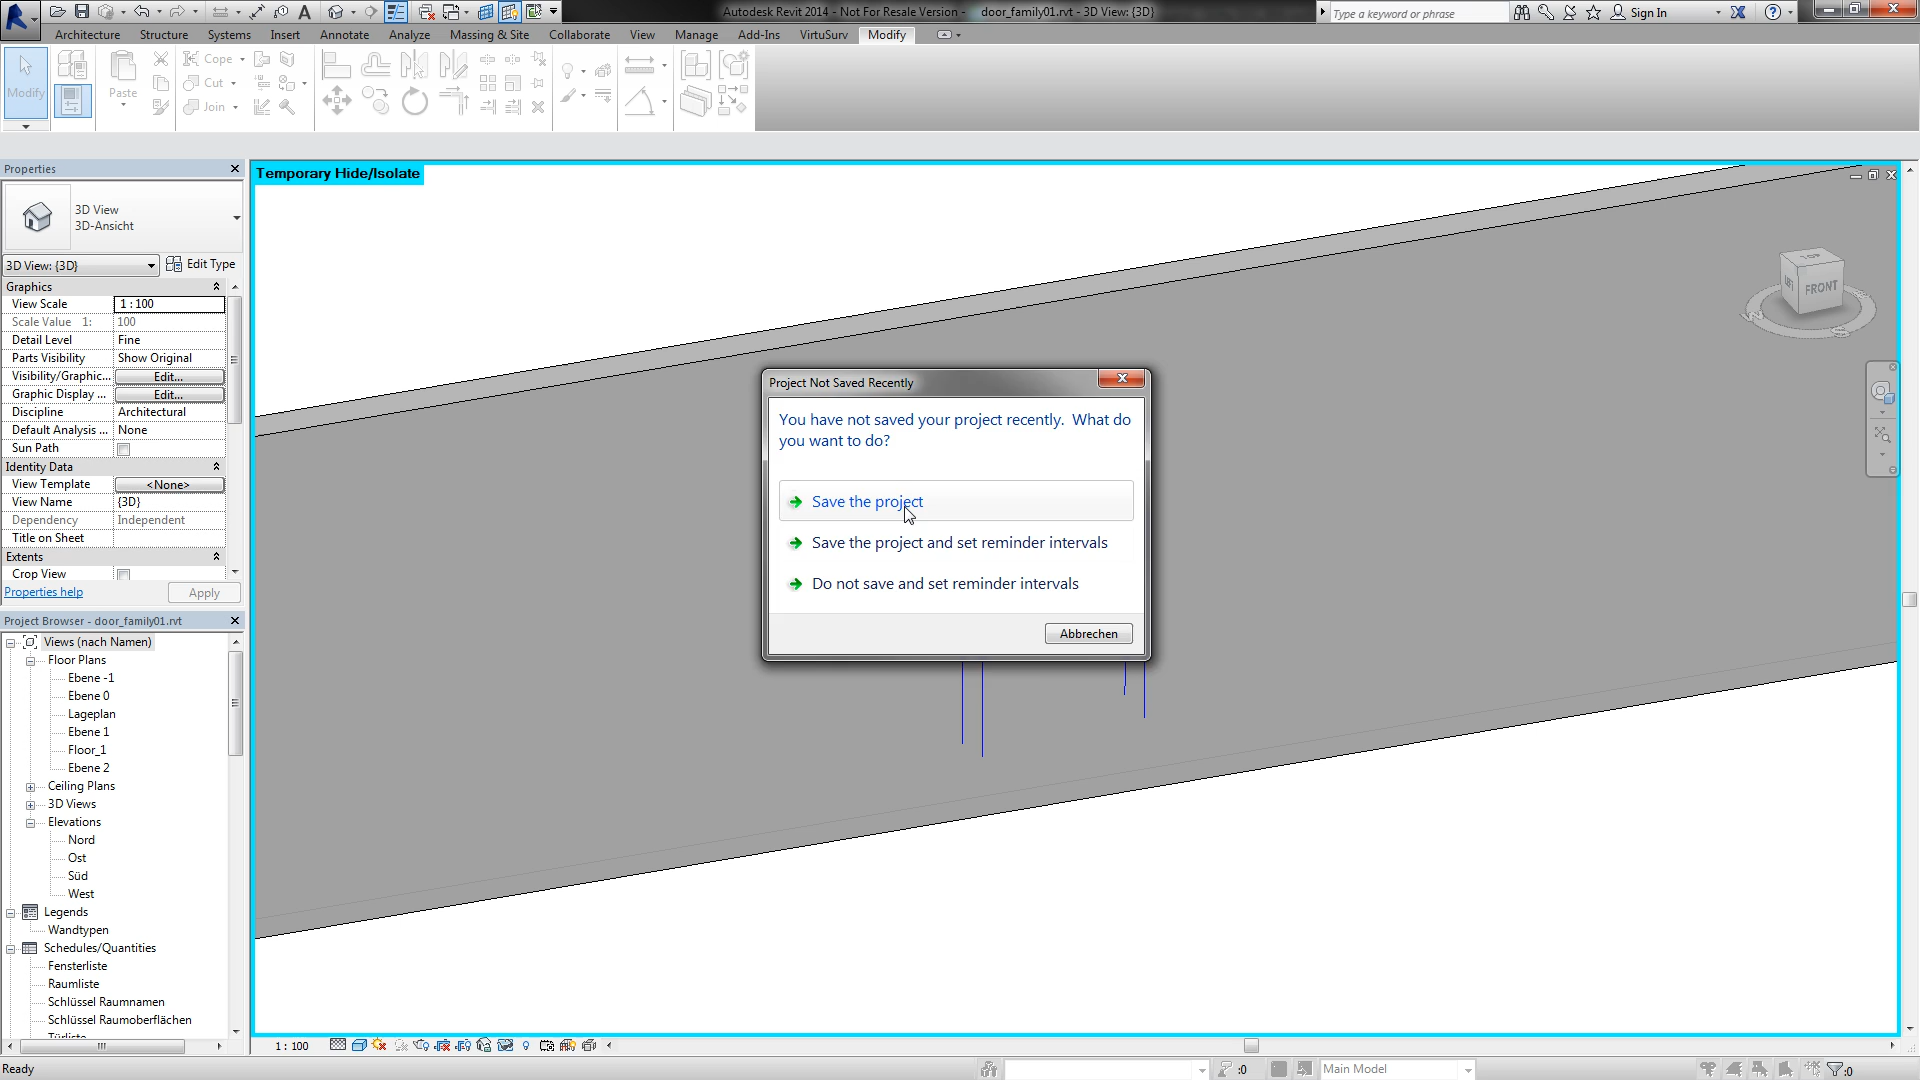 Autodesk Revit 2014 - Not For Resale Version - door_family01.rvt - 3D View: {3D}
Type a keyword or phrase
Sign In
Architecture Structure Systems Insert Annotate Analyze Massing & Site Collaborate View Manage Add-Ins VirtuSurv Modify
Modify
Paste
Cope
Cut
Join
Properties
3D View
3D-Ansicht
3D View: {3D}
Edit Type
Graphics
View Scale 1 : 100
Scale Value 1: 100
Detail Level Fine
Parts Visibility Show Original
Visibility/Graphic... Edit...
Graphic Display ... Edit...
Discipline Architectural
Default Analysis ... None
Sun Path
Identity Data
View Template <None>
View Name {3D}
Dependency Independent
Title on Sheet
Extents
Crop View
Properties help
Apply
Project Browser - door_family01.rvt
Views (nach Namen)
Floor Plans
Ebene -1
Ebene 0
Lageplan
Ebene 1
Floor_1
Ebene 2
Ceiling Plans
3D Views
Elevations
Nord
Ost
Süd
West
Legends
Wandtypen
Schedules/Quantities
Fensterliste
Raumliste
Schlüssel Raumnamen
Schlüssel Raumoberflächen
Türliste
Temporary Hide/Isolate
TOP
FRONT
Project Not Saved Recently
You have not saved your project recently. What do
you want to do?
Save the project
Save the project and set reminder intervals
Do not save and set reminder intervals
Abbrechen
1 : 100
Ready
:0
Main Model
:0